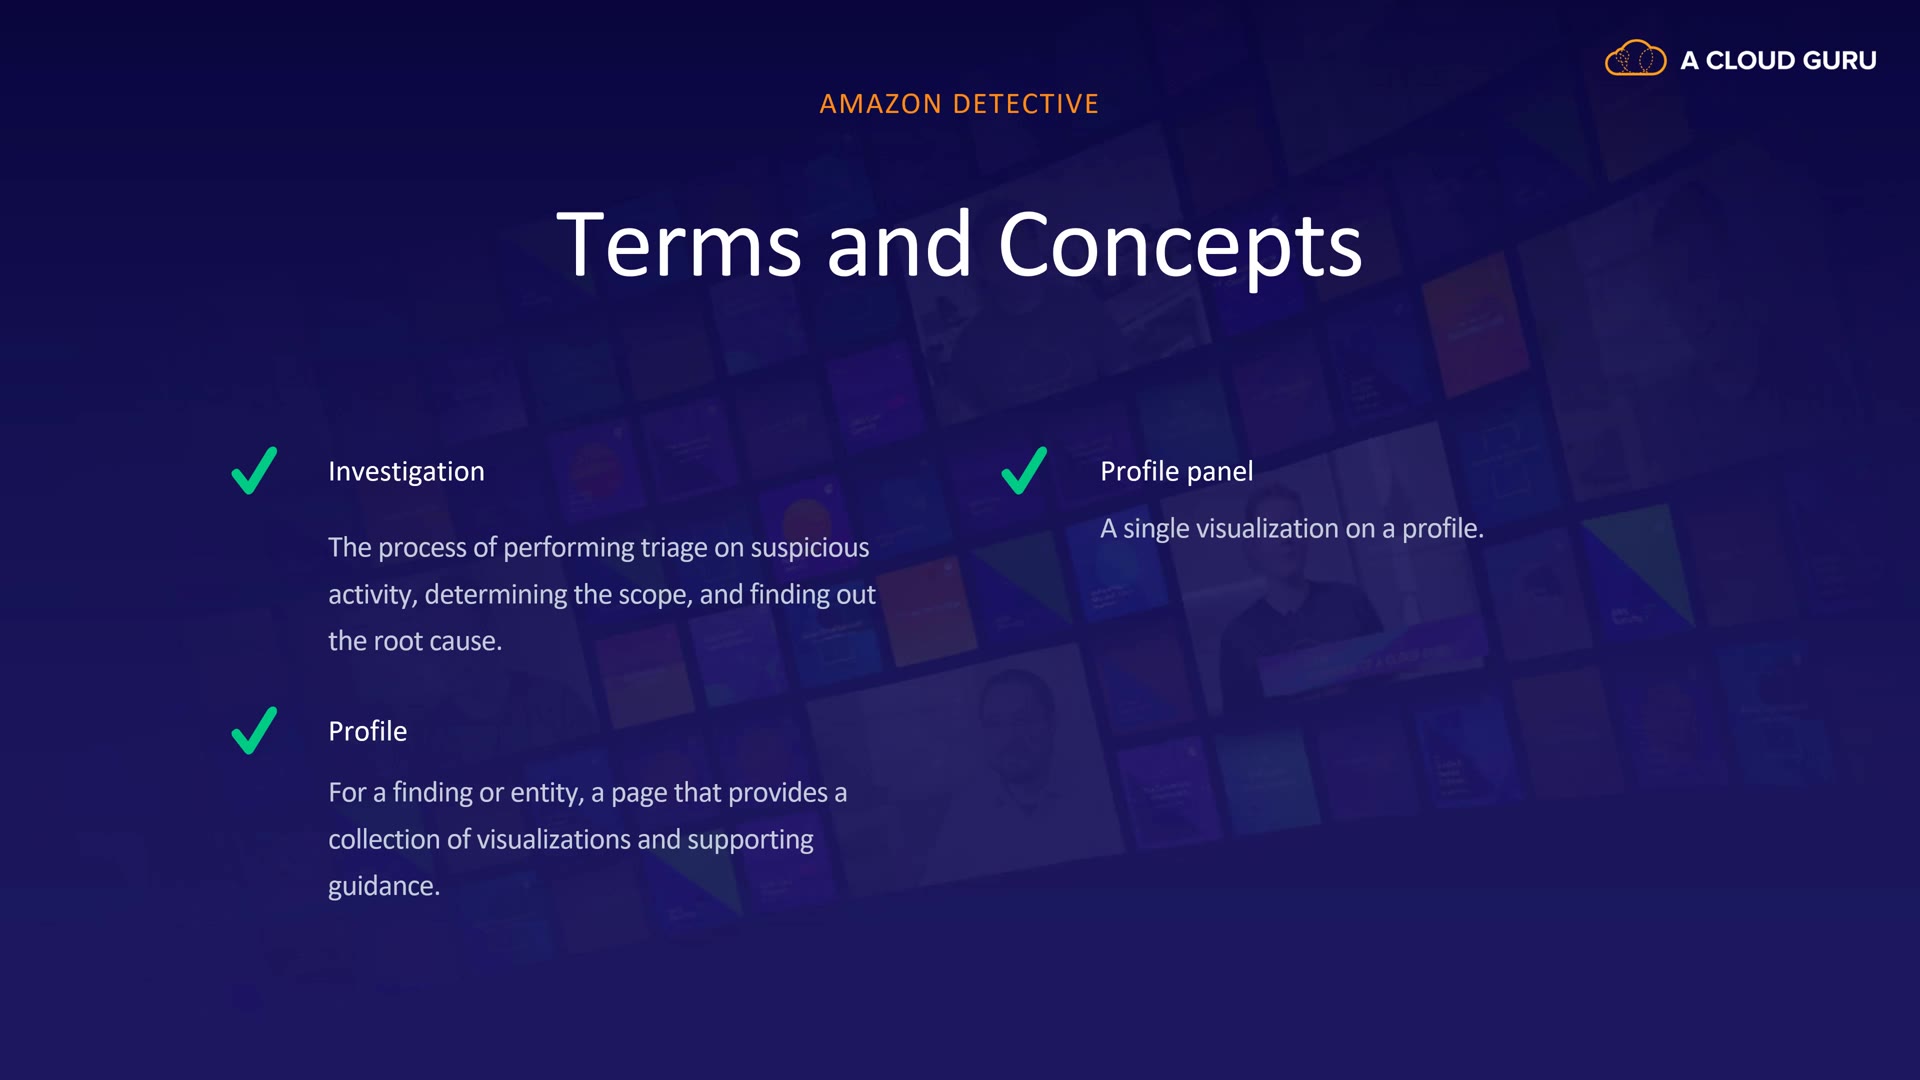 A CLOUD GURU
AMAZON DETECTIVE
Terms and Concepts
Investigation
The process of performing triage on suspicious
activity, determining the scope, and finding out
the root cause.
Profile
For a finding or entity, a page that provides a
collection of visualizations and supporting
guidance.
Profile panel
A single visualization on a profile.